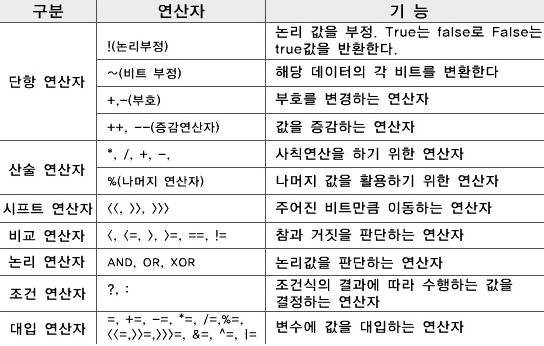 구분 연산자 기 능
단항 연산자 !(논리부정) 논리 값을 부정. True는 false로 False는
true값을 반환한다.
~(비트 부정) 해당 데이터의 각 비트를 변환한다
+,-(부호) 부호를 변경하는 연산자
++, --(증감연산자) 값을 증감하는 연산자
산술 연산자 *, /, +, -, 사칙연산을 하기 위한 연산자
%(나머지 연산자) 나머지 값을 활용하기 위한 연산자
시프트 연산자 <<, >>, >>> 주어진 비트만큼 이동하는 연산자
비교 연산자 <, <=, >, >=, ==, != 참과 거짓을 판단하는 연산자
논리 연산자 AND, OR, XOR 논리값을 판단하는 연산자
조건 연산자 ?, : 조건식의 결과에 따라 수행하는 값을
결정하는 연산자
대입 연산자 =, +=, -=, *=, /=,%=, 변수에 값을 대입하는 연산자
<<=,>>=,>>>=, &=, ^=, |=